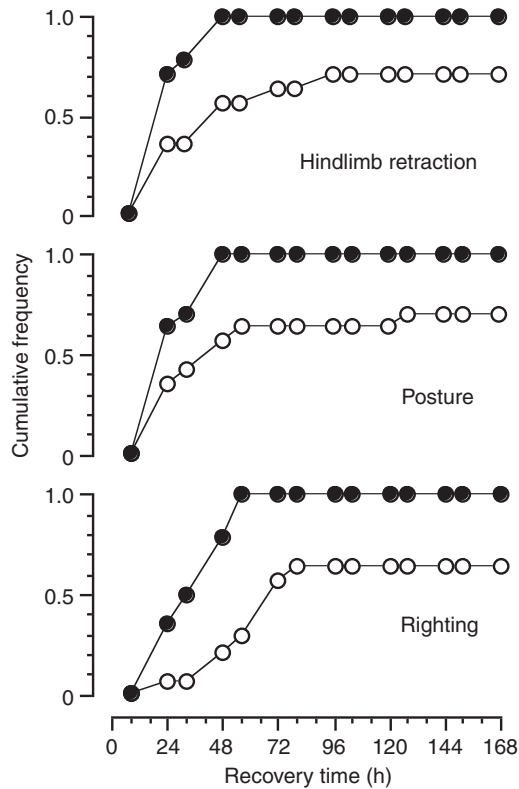 1.0
0.5
0
Hindlimb retraction
1.0
0.5
0
Posture
Cumulative frequency
1.0
0.5
0
Righting
0 24 48 72 96 120 144 168
Recovery time (h)